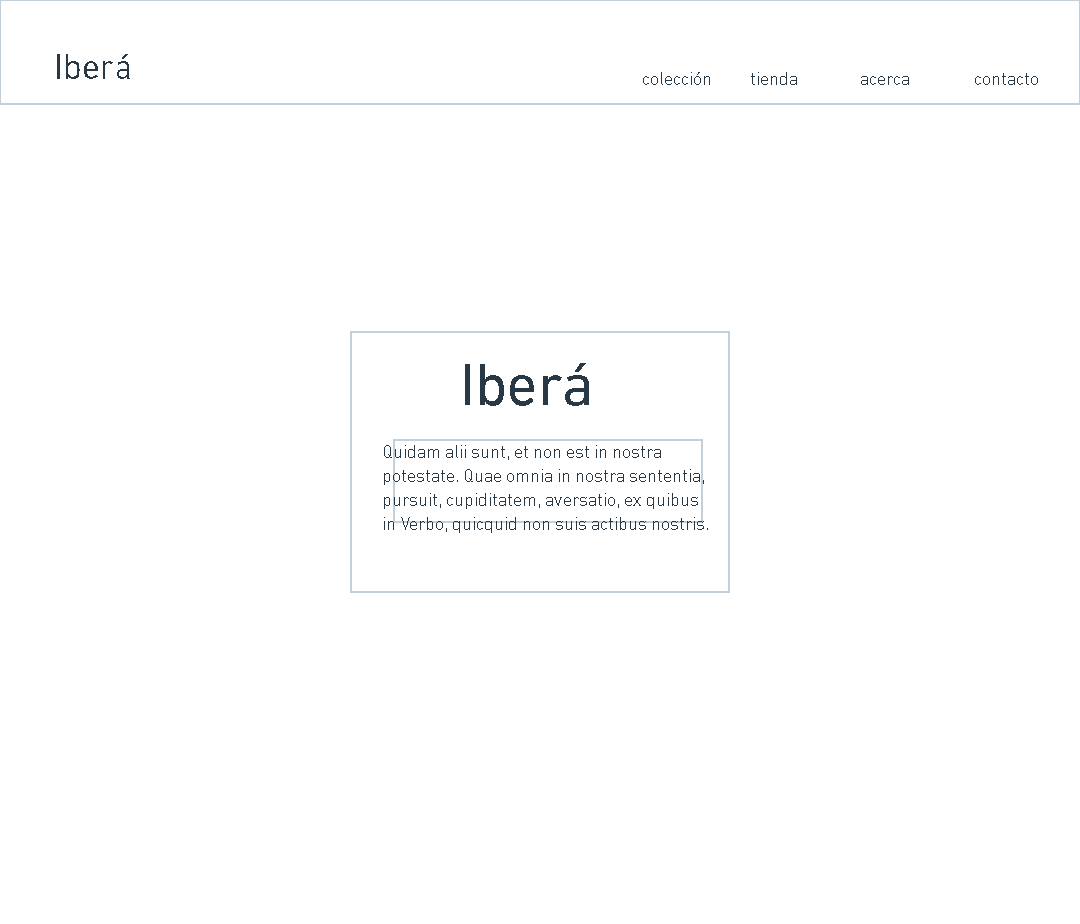 Iberá
colección tienda acerca contacto
Iberá
Quidam alii sunt, et non est in nostra
potestate. Quae omnia in nostra sententia,
pursuit, cupiditatem, aversatio, ex quibus
in Verbo, quicquid non suis actibus nostris.